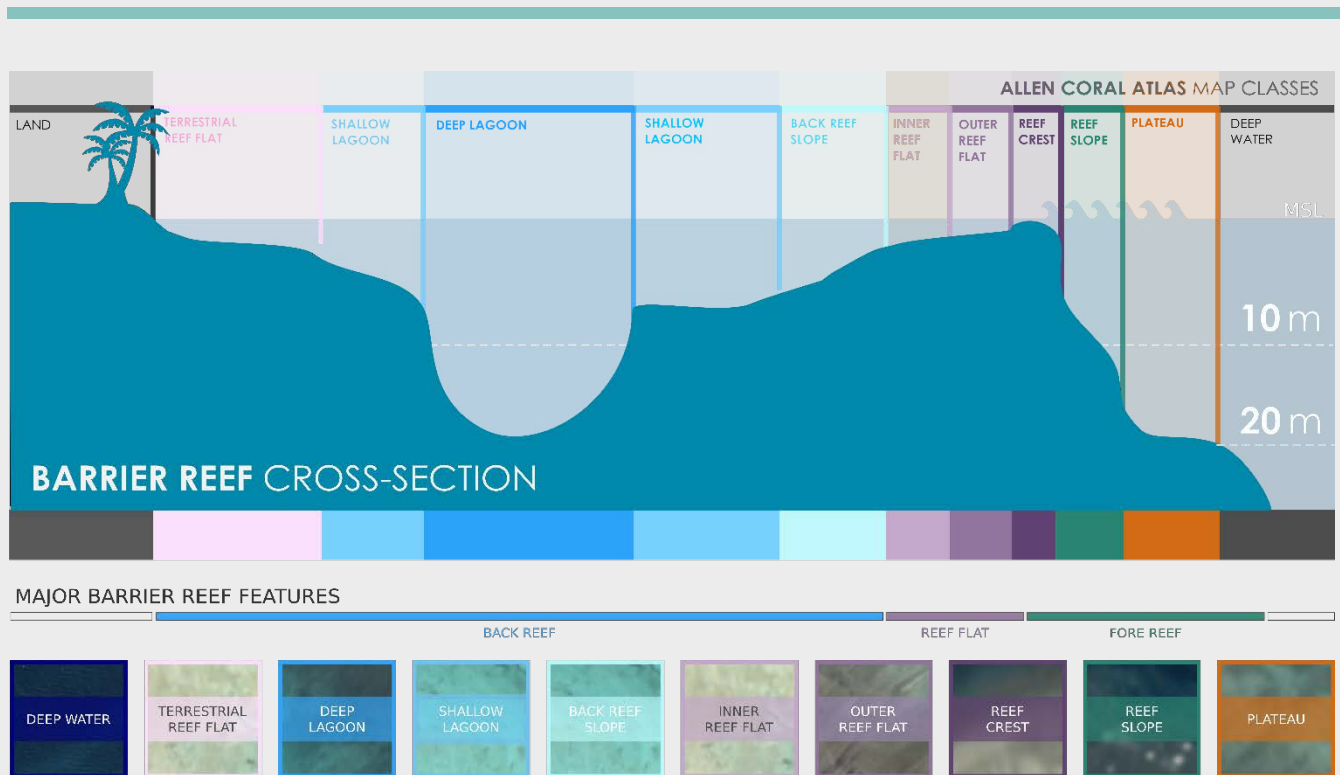 ALLEN CORAL ATLAS MAP CLASSES
LAND
TERRESTRIAL
REEF FLAT
SHALLOW
LAGOON
DEEP LAGOON
SHALLOW
LAGOON
BACK REEF
SLOPE
INNER
REEF
FLAT
OUTER
REEF
FLAT
REEF
CREST
REEF
SLOPE
PLATEAU
DEEP
WATER
MSL
10 m
20 m
BARRIER REEF CROSS-SECTION
MAJOR BARRIER REEF FEATURES
BACK REEF
REEF FLAT
FORE REEF
DEEP WATER
TERRESTRIAL
REEF FLAT
DEEP
LAGOON
SHALLOW
LAGOON
BACK REEF
SLOPE
INNER
REEF FLAT
OUTER
REEF FLAT
REEF
CREST
REEF
SLOPE
PLATEAU